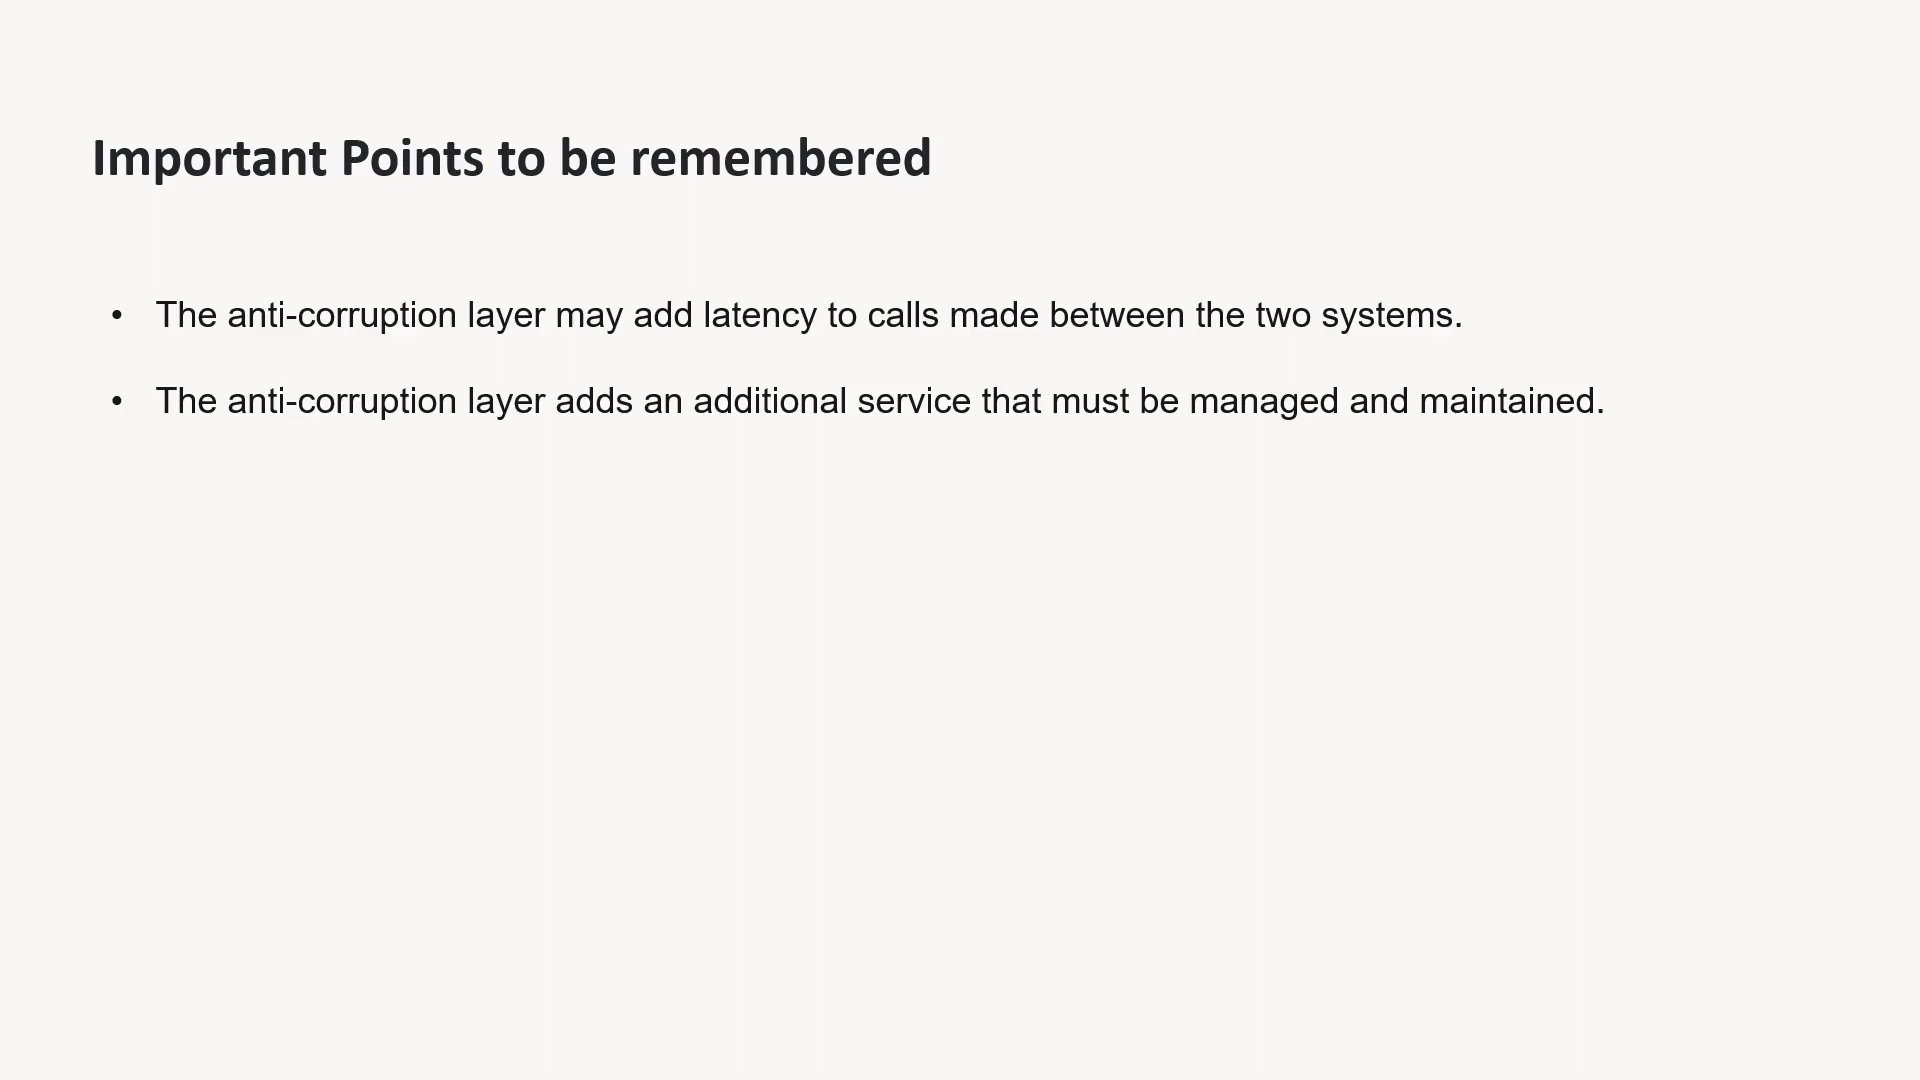 Important Points to be remembered
• The anti-corruption layer may add latency to calls made between the two systems.
• The anti-corruption layer adds an additional service that must be managed and maintained.